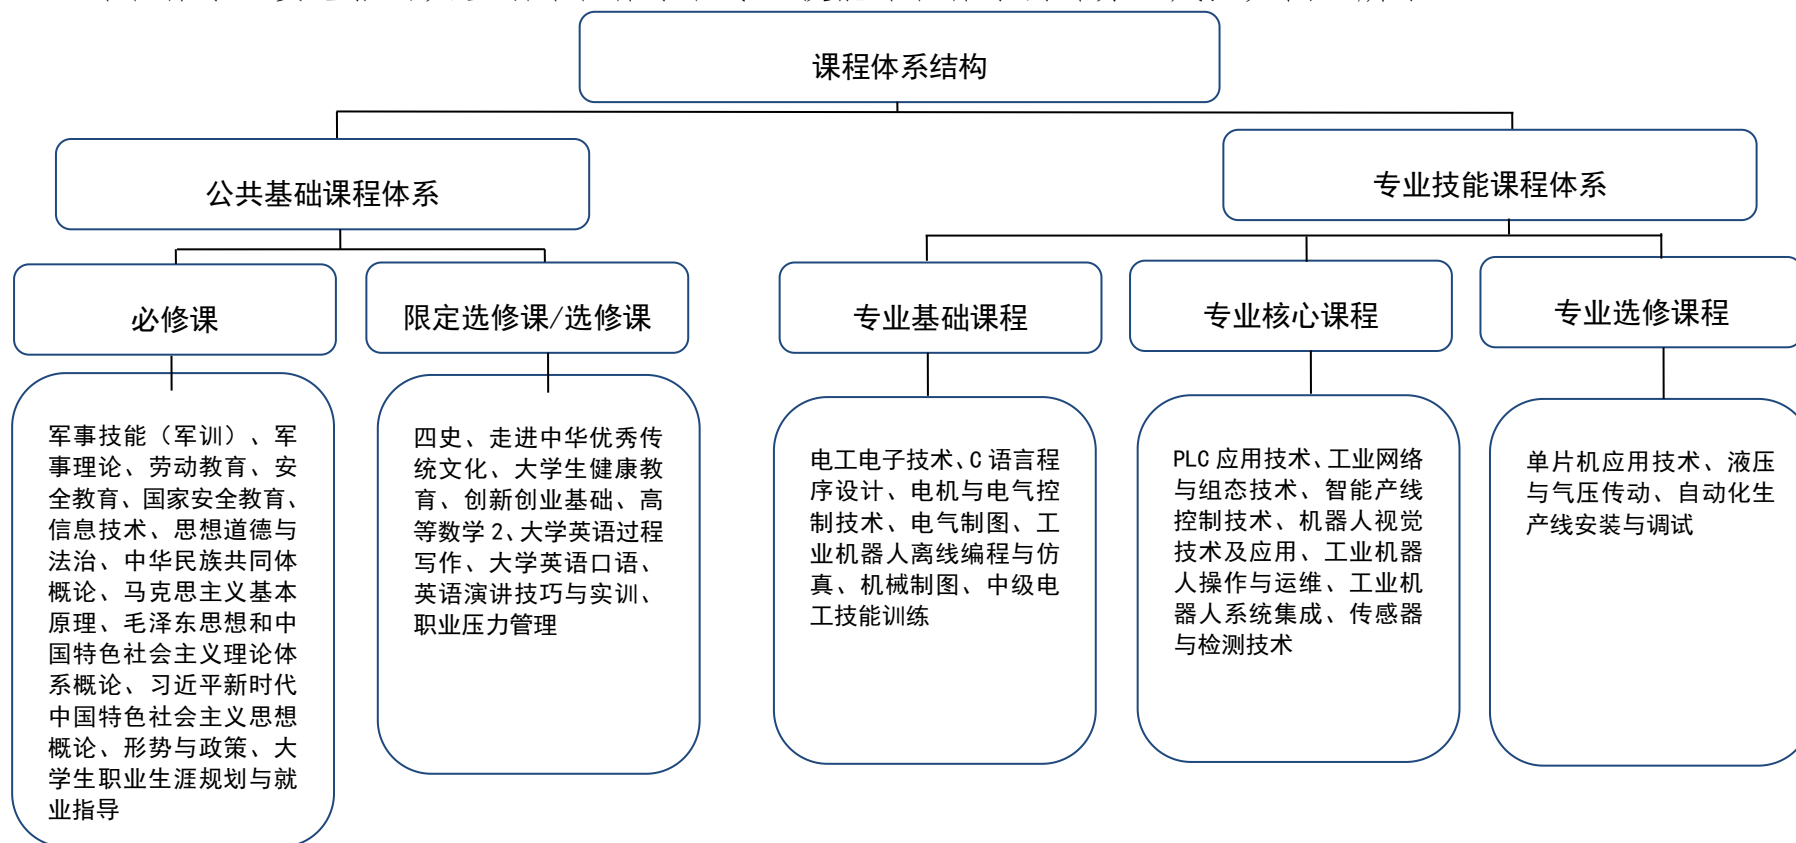 课程体系结构
公共基础课程体系
专业技能课程体系
必修课
限定选修课/选修课
专业基础课程
专业核心课程
专业选修课程
军事技能（军训）、军
事理论、劳动教育、安
全教育、国家安全教育、
信息技术、思想道德与
法治、中华民族共同体
概论、马克思主义基本
原理、毛泽东思想和中
国特色社会主义理论体
系概论、习近平新时代
中国特色社会主义思想
概论、形势与政策、大
学生职业生涯规划与就
业指导
四史、走进中华优秀传
统文化、大学生健康教
育、创新创业基础、高
等数学 2、大学英语过程
写作、大学英语口语、
英语演讲技巧与实训、
职业压力管理
电工电子技术、C 语言程
序设计、电机与电气控
制技术、电气制图、工
业机器人离线编程与仿
真、机械制图、中级电
工技能训练
PLC 应用技术、工业网络
与组态技术、智能产线
控制技术、机器人视觉
技术及应用、工业机器
人操作与运维、工业机
器人系统集成、传感器
与检测技术
单片机应用技术、液压
与气压传动、自动化生
产线安装与调试